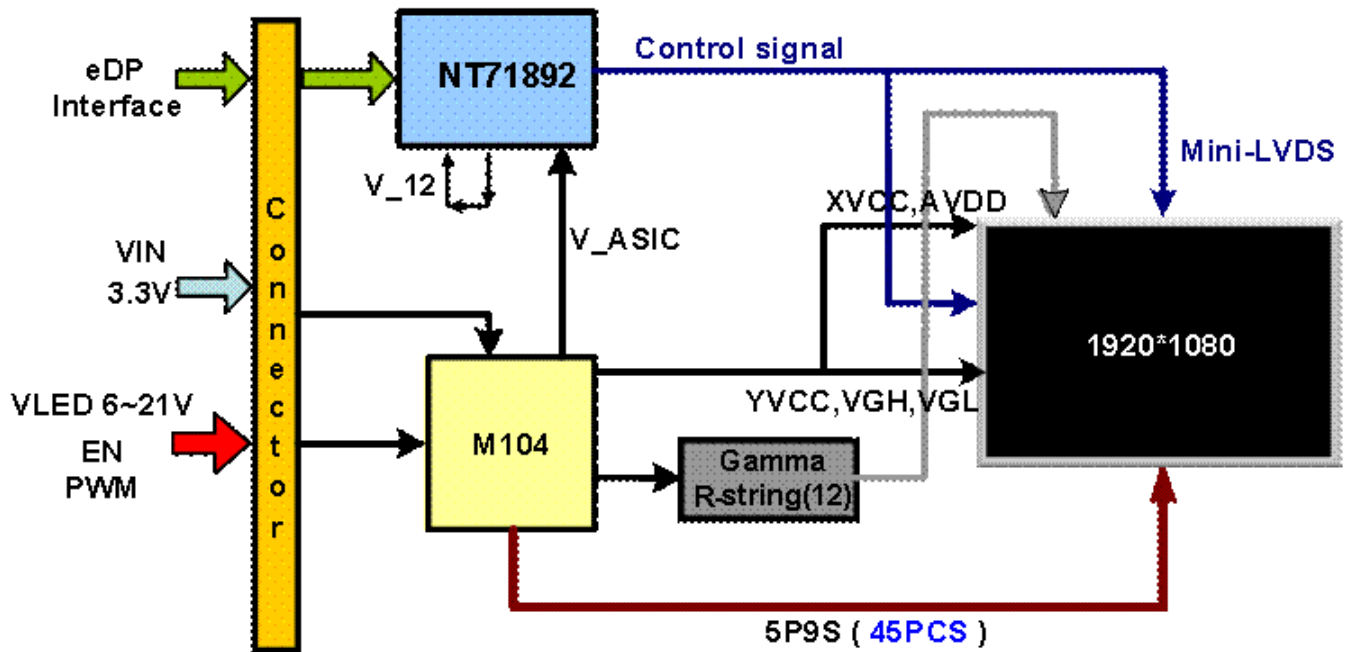 eDP
Interface
NT71892
Control signal
Mini-LVDS
V_12
V_ASIC
XVCC,AVDD
VIN
3.3V
Connector
1920*1080
YVCC,VGH,VGL
VLED 6~21V
EN
PWM
M104
Gamma
R-string(12)
5P9S ( 45PCS )